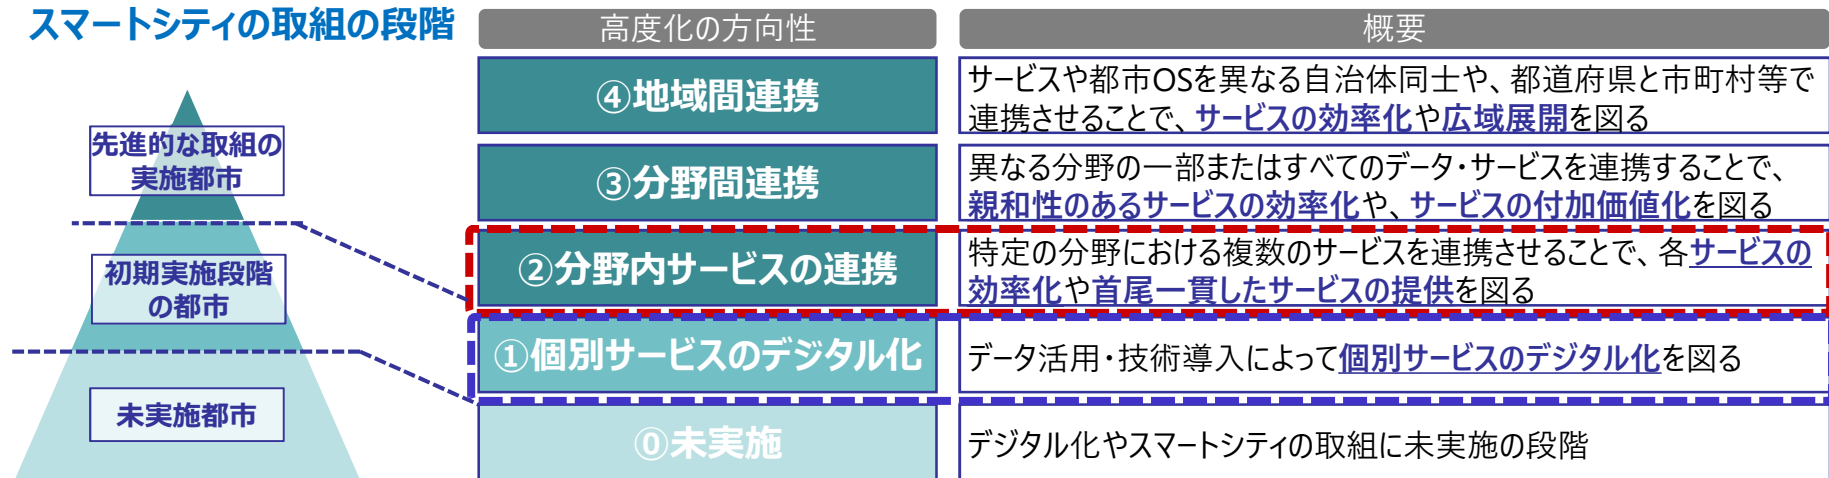 スマートシティの取組の段階
高度化の方向性
概要
先進的な取組の
実施都市
初期実施段階
の都市
未実施都市
④地域間連携
サービスや都市OSを異なる自治体同士や、都道府県と市町村等で
連携させることで、サービスの効率化や広域展開を図る
③分野間連携
異なる分野の一部またはすべてのデータ・サービスを連携することで、
親和性のあるサービスの効率化や、サービスの付加価値化を図る
②分野内サービスの連携
特定の分野における複数のサービスを連携させることで、各サービスの
効率化や首尾一貫したサービスの提供を図る
①個別サービスのデジタル化
データ活用・技術導入によって個別サービスのデジタル化を図る
⓪未実施
デジタル化やスマートシティの取組に未実施の段階